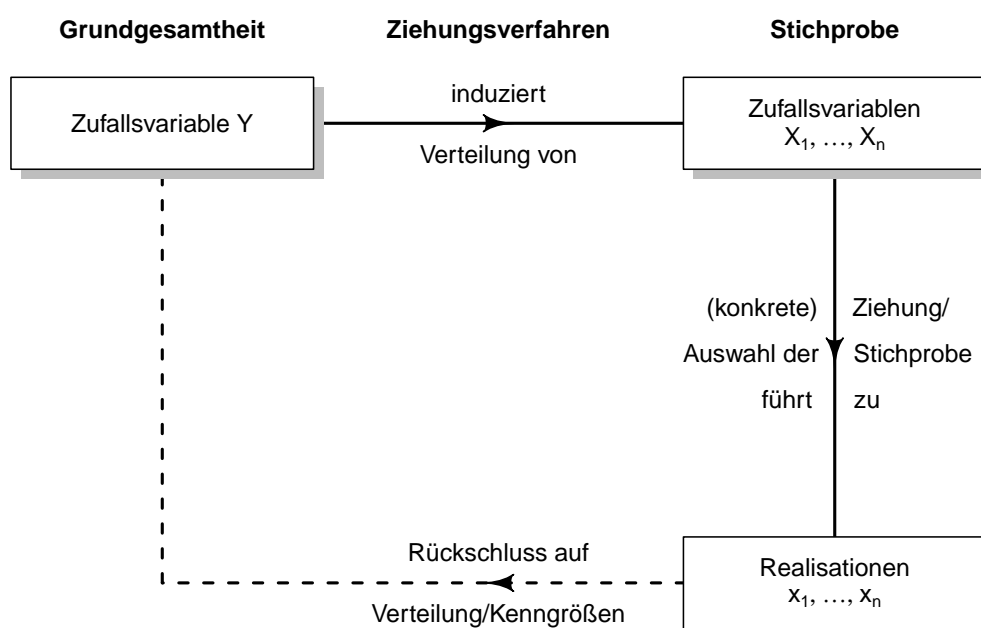 Grundgesamtheit
Ziehungsverfahren
Stichprobe
Zufallsvariable Y
induziert
Verteilung von
Zufallsvariablen
X₁, …, Xₙ
(konkrete) Ziehung/
Auswahl der Stichprobe
führt zu
Rückschluss auf
Verteilung/Kenngrößen
Realisationen
x₁, …, xₙ